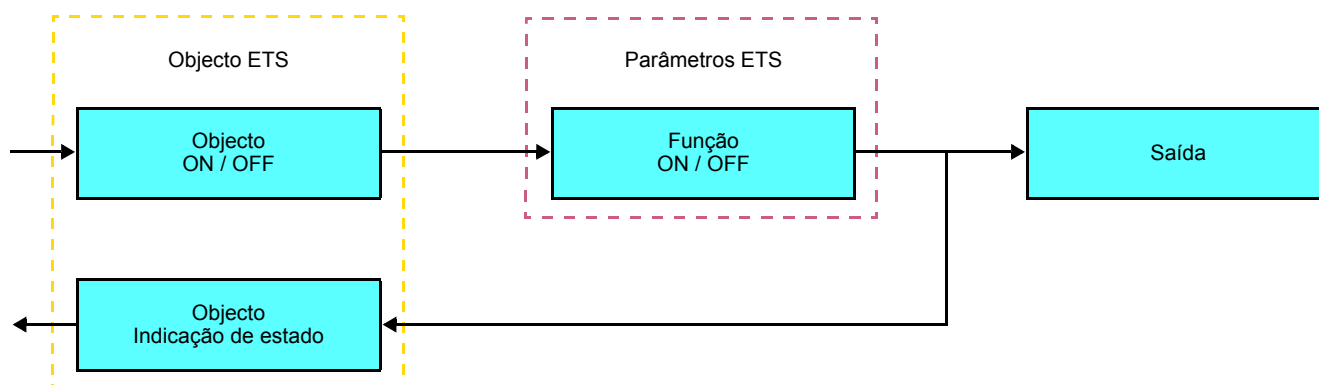 Objecto ETS
Parâmetros ETS
Objecto
ON / OFF
Função
ON / OFF
Saída
Objecto
Indicação de estado